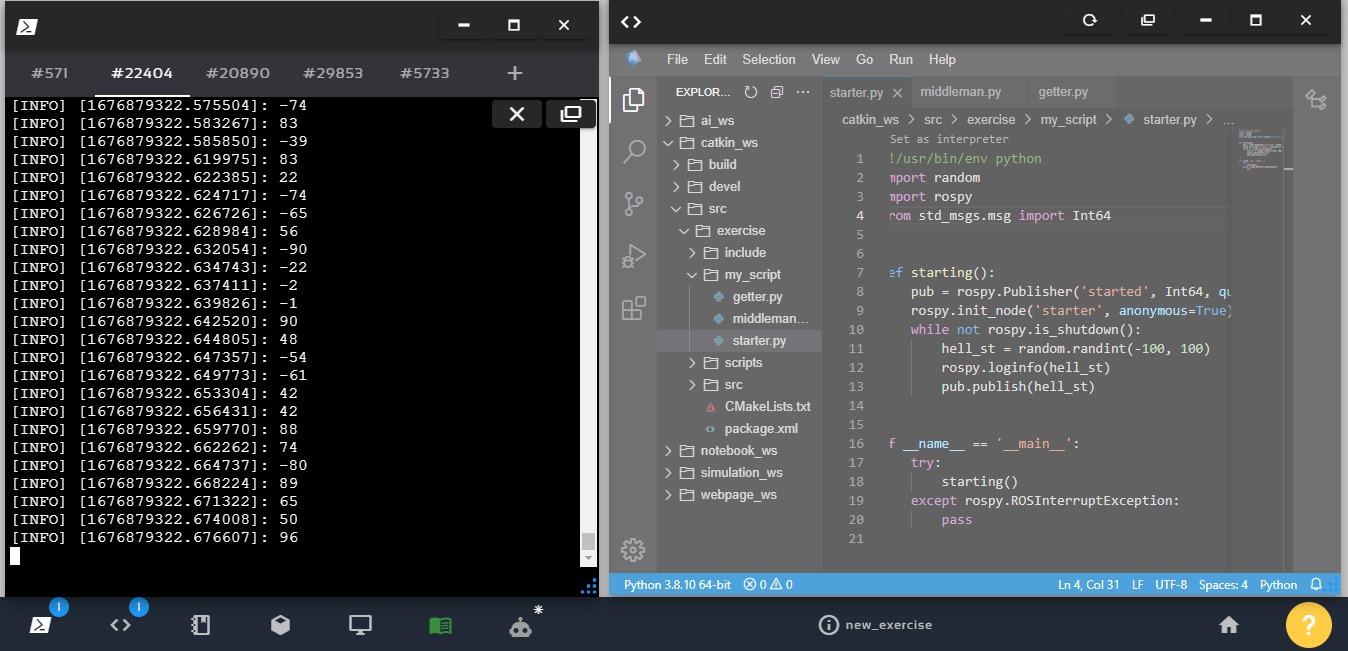 #571 #22404 #20890 #29853 #5733 +
[INFO] [1676879322.575504]: -74
[INFO] [1676879322.583267]: 83
[INFO] [1676879322.585850]: -39
[INFO] [1676879322.619975]: 83
[INFO] [1676879322.622385]: 22
[INFO] [1676879322.624717]: -74
[INFO] [1676879322.626726]: -65
[INFO] [1676879322.628984]: 56
[INFO] [1676879322.632054]: -90
[INFO] [1676879322.634743]: -22
[INFO] [1676879322.637411]: -2
[INFO] [1676879322.639826]: -1
[INFO] [1676879322.642520]: 90
[INFO] [1676879322.644805]: 48
[INFO] [1676879322.647357]: -54
[INFO] [1676879322.649773]: -61
[INFO] [1676879322.653304]: 42
[INFO] [1676879322.656431]: 42
[INFO] [1676879322.659770]: 88
[INFO] [1676879322.662262]: 74
[INFO] [1676879322.664737]: -80
[INFO] [1676879322.668224]: 89
[INFO] [1676879322.671322]: 65
[INFO] [1676879322.674008]: 50
[INFO] [1676879322.676607]: 96
File Edit Selection View Go Run Help
EXPLOR...
ai_ws
catkin_ws
build
devel
src
exercise
include
my_script
getter.py
middleman...
starter.py
scripts
src
CMakeLists.txt
package.xml
notebook_ws
simulation_ws
webpage_ws
starter.py middleman.py getter.py
catkin_ws > src > exercise > my_script > starter.py > ...
Set as interpreter
1 !/usr/bin/env python
2 mport random
3 mport rospy
4 rom std_msgs.msg import Int64
5
6
7 ef starting():
8 pub = rospy.Publisher('started', Int64, qu
9 rospy.init_node('starter', anonymous=True)
10 while not rospy.is_shutdown():
11 hell_st = random.randint(-100, 100)
12 rospy.loginfo(hell_st)
13 pub.publish(hell_st)
14
15
16 f __name__ == '__main__':
17 try:
18 starting()
19 except rospy.ROSInterruptException:
20 pass
21
Python 3.8.10 64-bit 0 0 Ln 4, Col 31 LF UTF-8 Spaces: 4 Python
1 1 * new_exercise ?